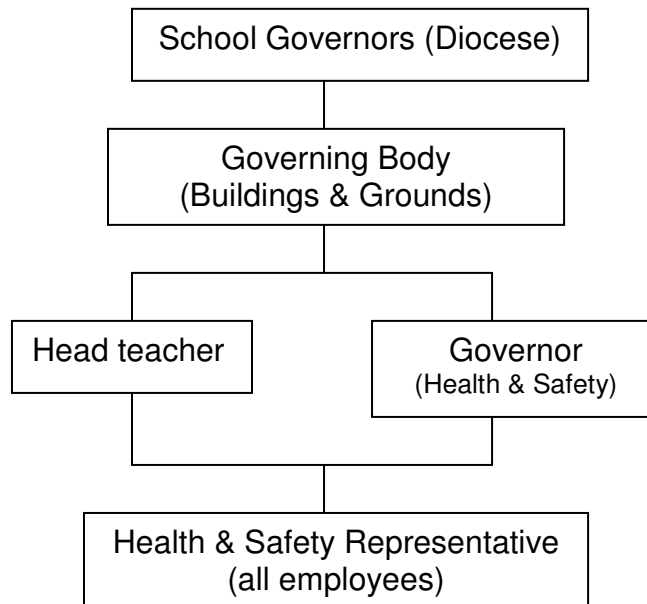 School Governors (Diocese)
Governing Body
(Buildings & Grounds)
Head teacher
Governor
(Health & Safety)
Health & Safety Representative
(all employees)